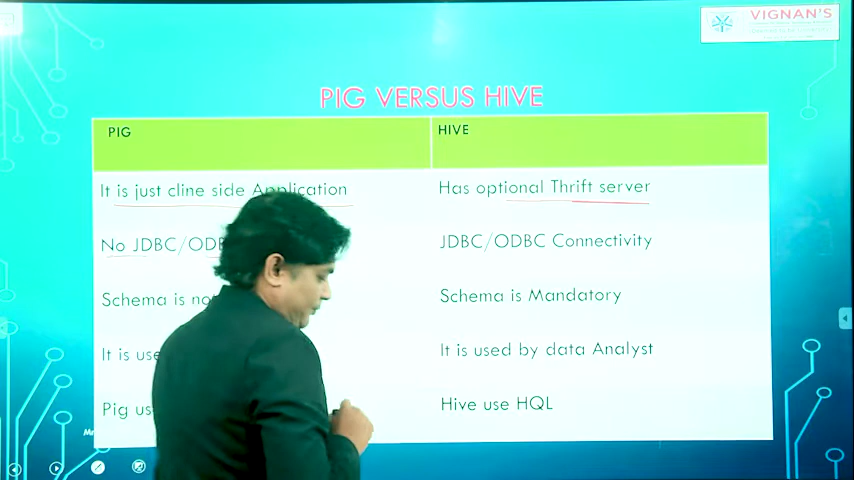 VIGNAN'S
PIG VERSUS HIVE
PIG
HIVE
It is just cline side Application
Has optional Thrift server
No JDBC/ODB
JDBC/ODBC Connectivity
Schema is no
Schema is Mandatory
It is use
It is used by data Analyst
Pig us
Hive use HQL